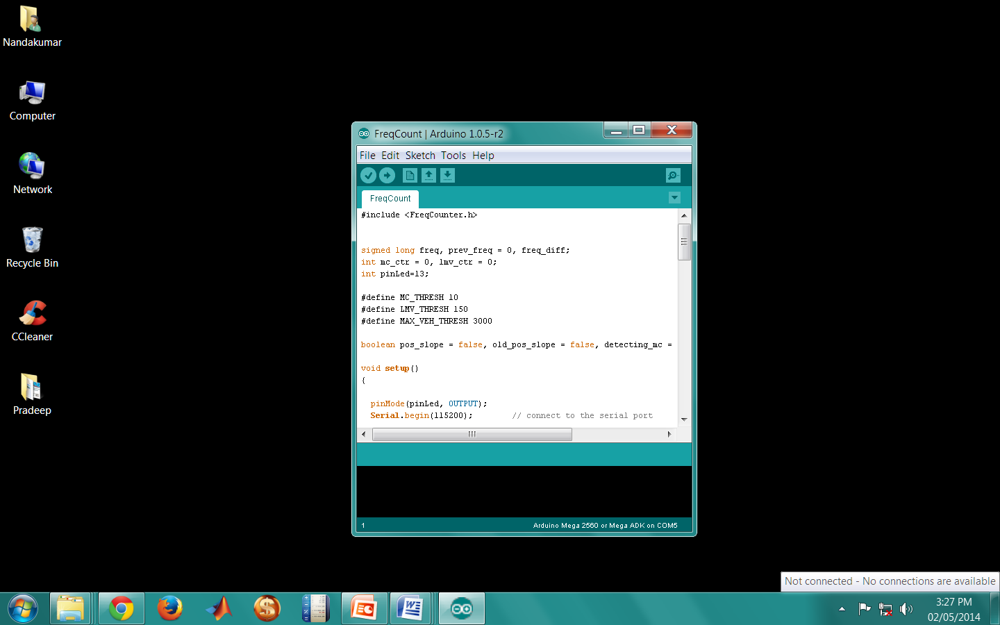 Nandakumar
Computer
Network
Recycle Bin
CCleaner
Pradeep
FreqCount | Arduino 1.0.5-r2
File Edit Sketch Tools Help
FreqCount
#include <FreqCounter.h>
signed long freq, prev_freq = 0, freq_diff;
int mc_ctr = 0, lmv_ctr = 0;
int pinLed=13;
#define MC_THRESH 10
#define LMV_THRESH 150
#define MAX_VEH_THRESH 3000
boolean pos_slope = false, old_pos_slope = false, detecting_mc =
void setup()
{
pinMode(pinLed, OUTPUT);
Serial.begin(115200); // connect to the serial port
1 Arduino Mega 2560 or Mega ADK on COM5
Not connected - No connections are available
3:27 PM
02/05/2014